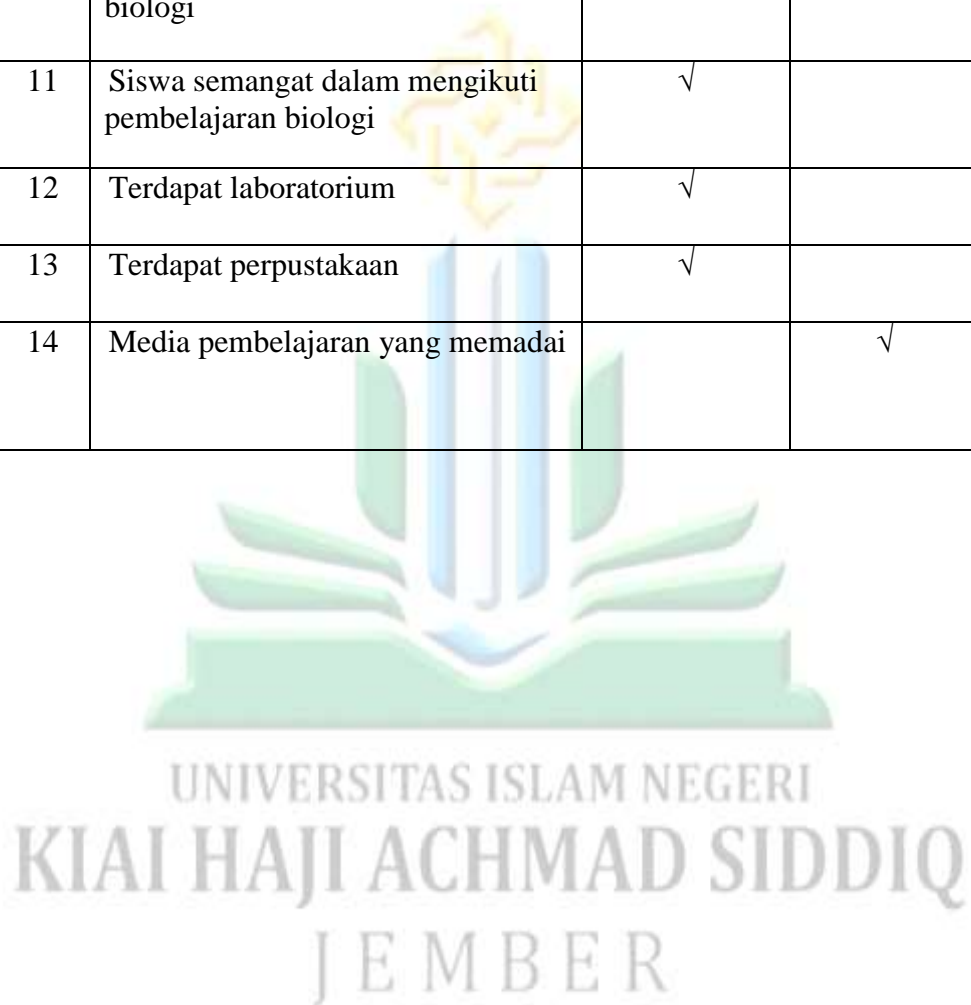 biologi
11 Siswa semangat dalam mengikuti √
pembelajaran biologi
12 Terdapat laboratorium √
13 Terdapat perpustakaan √
14 Media pembelajaran yang memadai √
UNIVERSITAS ISLAM NEGERI
KIAI HAJI ACHMAD SIDDIQ
JEMBER